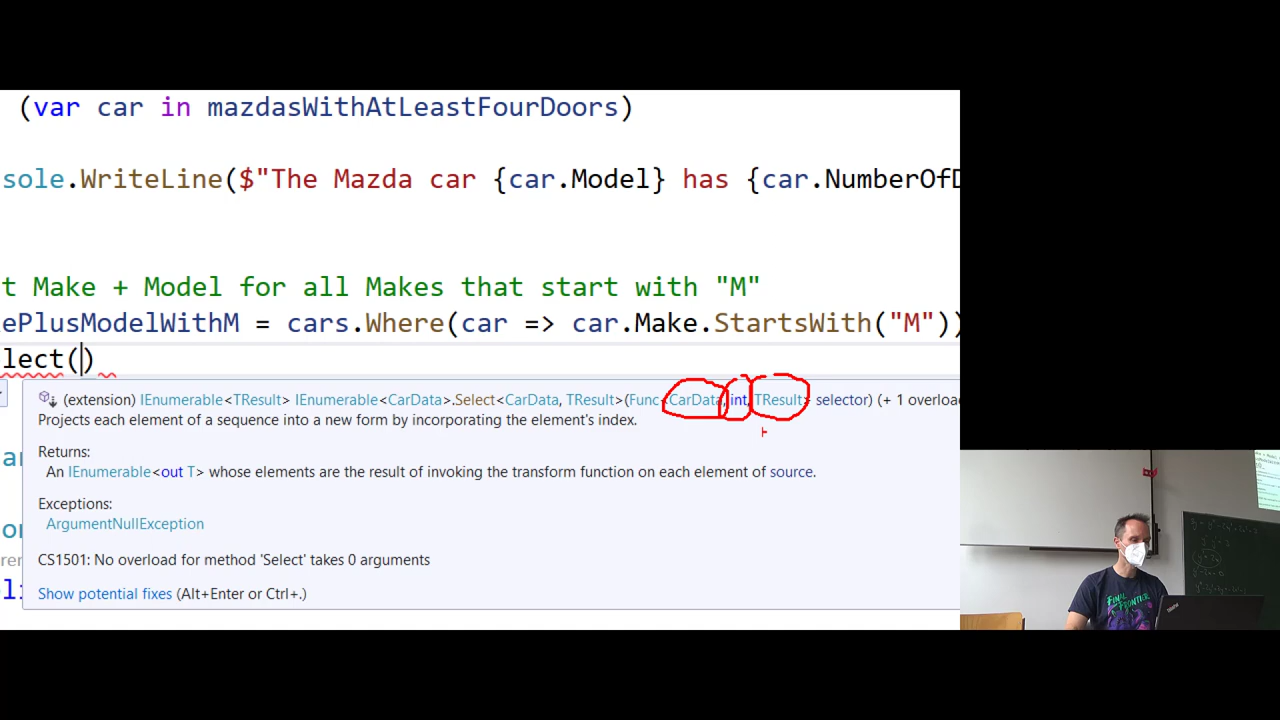 (var car in mazdasWithAtLeastFourDoors)
sole.WriteLine($"The Mazda car {car.Model} has {car.NumberOfD
t Make + Model for all Makes that start with "M"
ePlusModelWithM = cars.Where(car => car.Make.StartsWith("M"))
lect()
(extension) IEnumerable<TResult> IEnumerable<CarData>.Select<CarData, TResult>(Func<CarData, int, TResult> selector) (+ 1 overloa
Projects each element of a sequence into a new form by incorporating the element's index.
Returns:
An IEnumerable<out T> whose elements are the result of invoking the transform function on each element of source.
Exceptions:
ArgumentNullException
CS1501: No overload for method 'Select' takes 0 arguments
Show potential fixes (Alt+Enter or Ctrl+.)
FINAL
FRONTIER